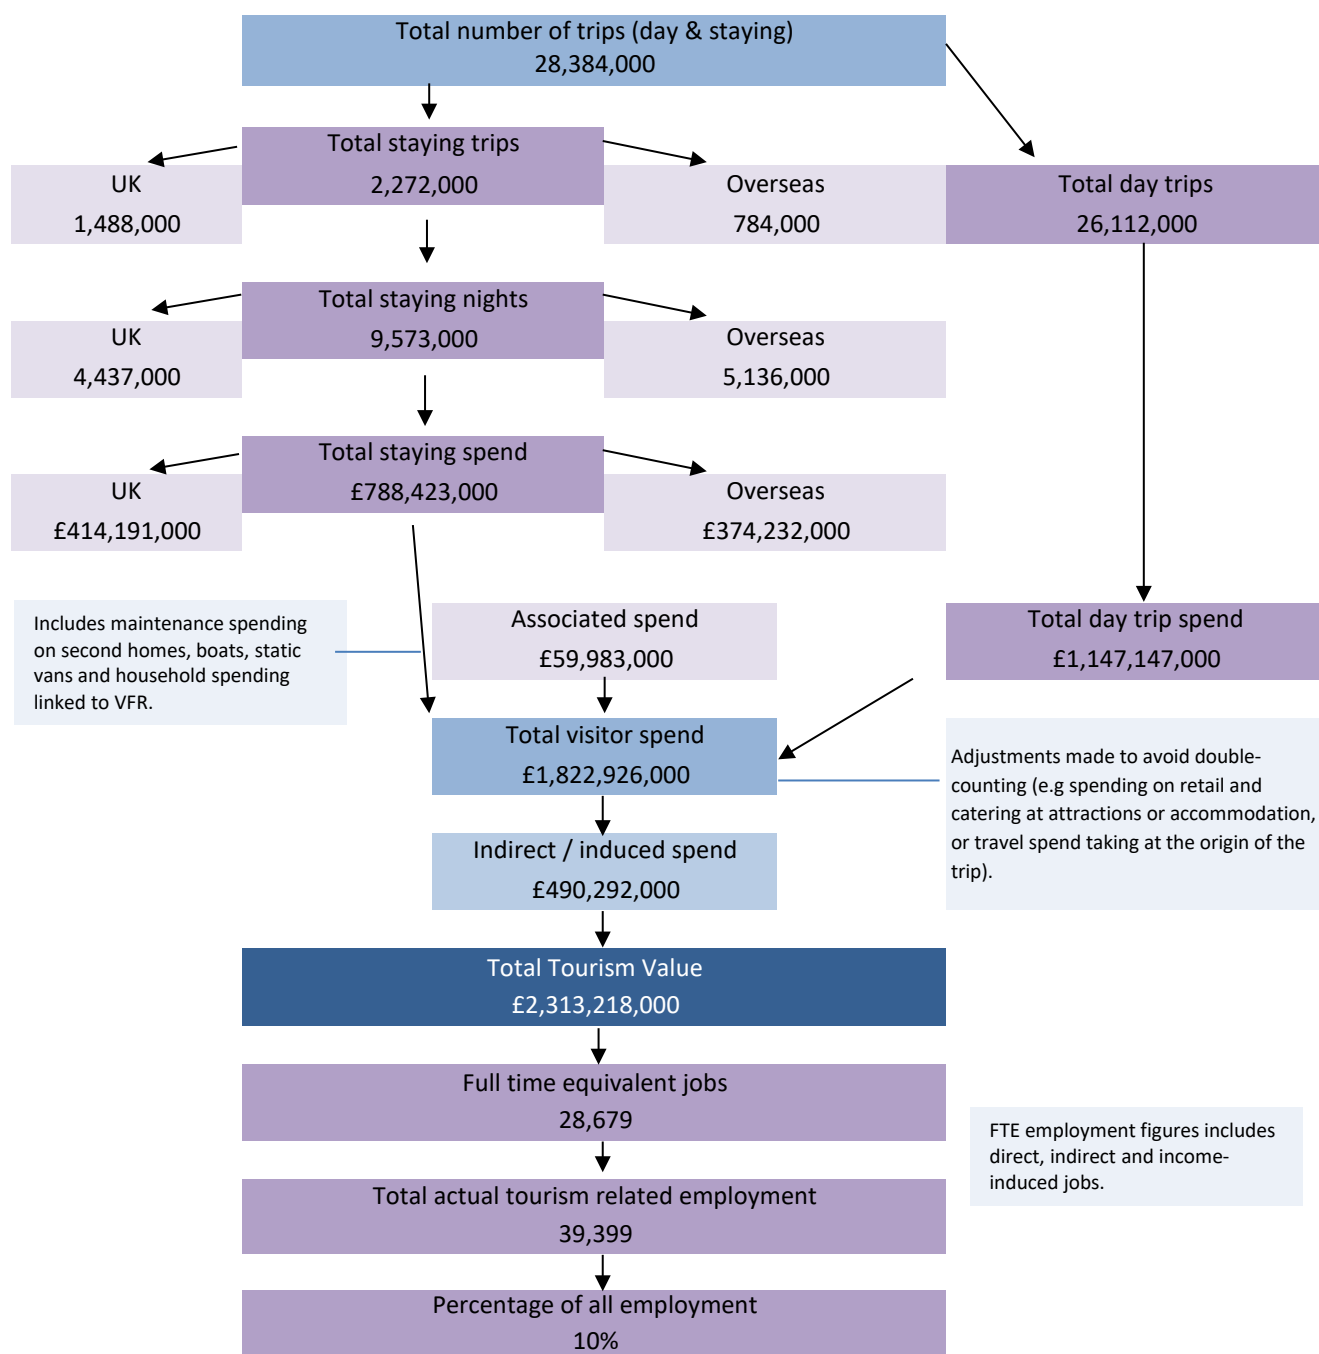 Total number of trips (day & staying)
28,384,000
Total staying trips
2,272,000
UK
1,488,000
Overseas
784,000
Total day trips
26,112,000
Total staying nights
9,573,000
UK
4,437,000
Overseas
5,136,000
Total staying spend
£788,423,000
UK
£414,191,000
Overseas
£374,232,000
Includes maintenance spending
on second homes, boats, static
vans and household spending
linked to VFR.
Associated spend
£59,983,000
Total day trip spend
£1,147,147,000
Total visitor spend
£1,822,926,000
Adjustments made to avoid double-
counting (e.g spending on retail and
catering at attractions or accommodation,
or travel spend taking at the origin of the
trip).
Indirect / induced spend
£490,292,000
Total Tourism Value
£2,313,218,000
Full time equivalent jobs
28,679
FTE employment figures includes
direct, indirect and income-
induced jobs.
Total actual tourism related employment
39,399
Percentage of all employment
10%